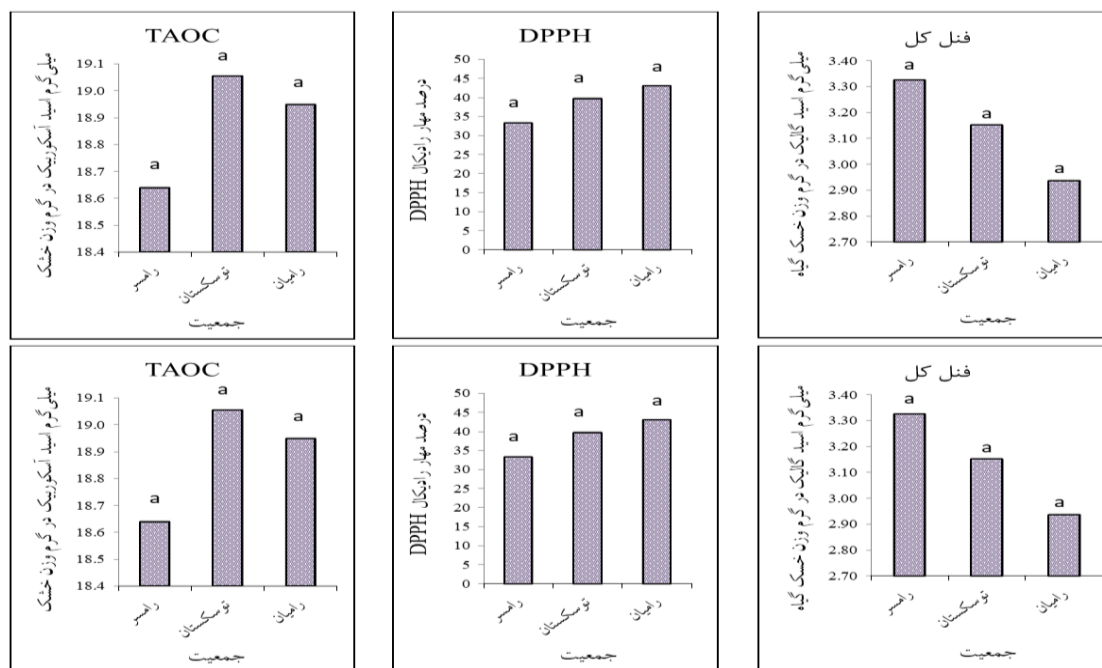 TAOC
میلی‌گرم اسید آسکوربیک در گرم وزن خشک
19.1
19.0
18.9
18.8
18.7
18.6
18.5
18.4
a
a
a
رامسر
توسکستان
رامیان
جمعیت
DPPH
درصد مهار رادیکال DPPH
50
45
40
35
30
25
20
15
10
5
0
a
a
a
رامسر
توسکستان
رامیان
جمعیت
فنل کل
میلی‌گرم اسید گالیک در گرم وزن خشک گیاه
3.40
3.30
3.20
3.10
3.00
2.90
2.80
2.70
a
a
a
رامسر
توسکستان
رامیان
جمعیت
TAOC
میلی‌گرم اسید آسکوربیک در گرم وزن خشک
19.1
19.0
18.9
18.8
18.7
18.6
18.5
18.4
a
a
a
رامسر
توسکستان
رامیان
جمعیت
DPPH
درصد مهار رادیکال DPPH
50
45
40
35
30
25
20
15
10
5
0
a
a
a
رامسر
توسکستان
رامیان
جمعیت
فنل کل
میلی‌گرم اسید گالیک در گرم وزن خشک گیاه
3.40
3.30
3.20
3.10
3.00
2.90
2.80
2.70
a
a
a
رامسر
توسکستان
رامیان
جمعیت